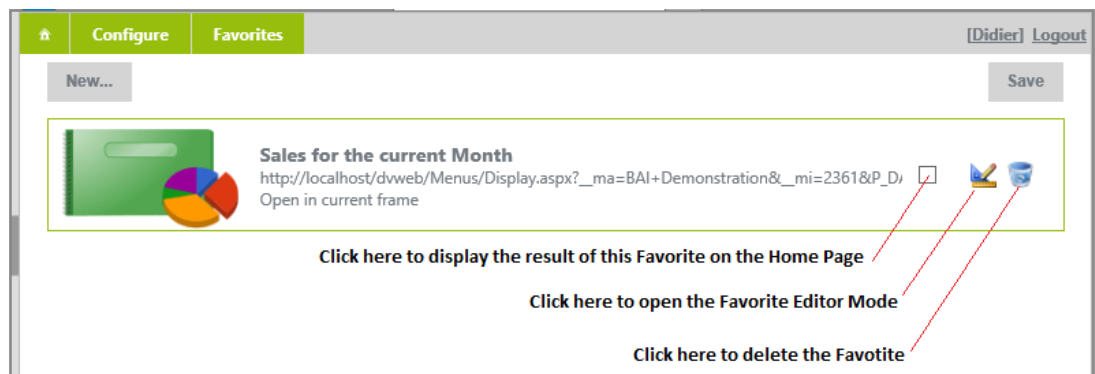 Configure Favorites [Didier] Logout
New... Save
Sales for the current Month
http://localhost/dvweb/Menus/Display.aspx?__ma=BAI+Demonstration&__mi=2361&P_D/
Open in current frame
Click here to display the result of this Favorite on the Home Page
Click here to open the Favorite Editor Mode
Click here to delete the Favotite